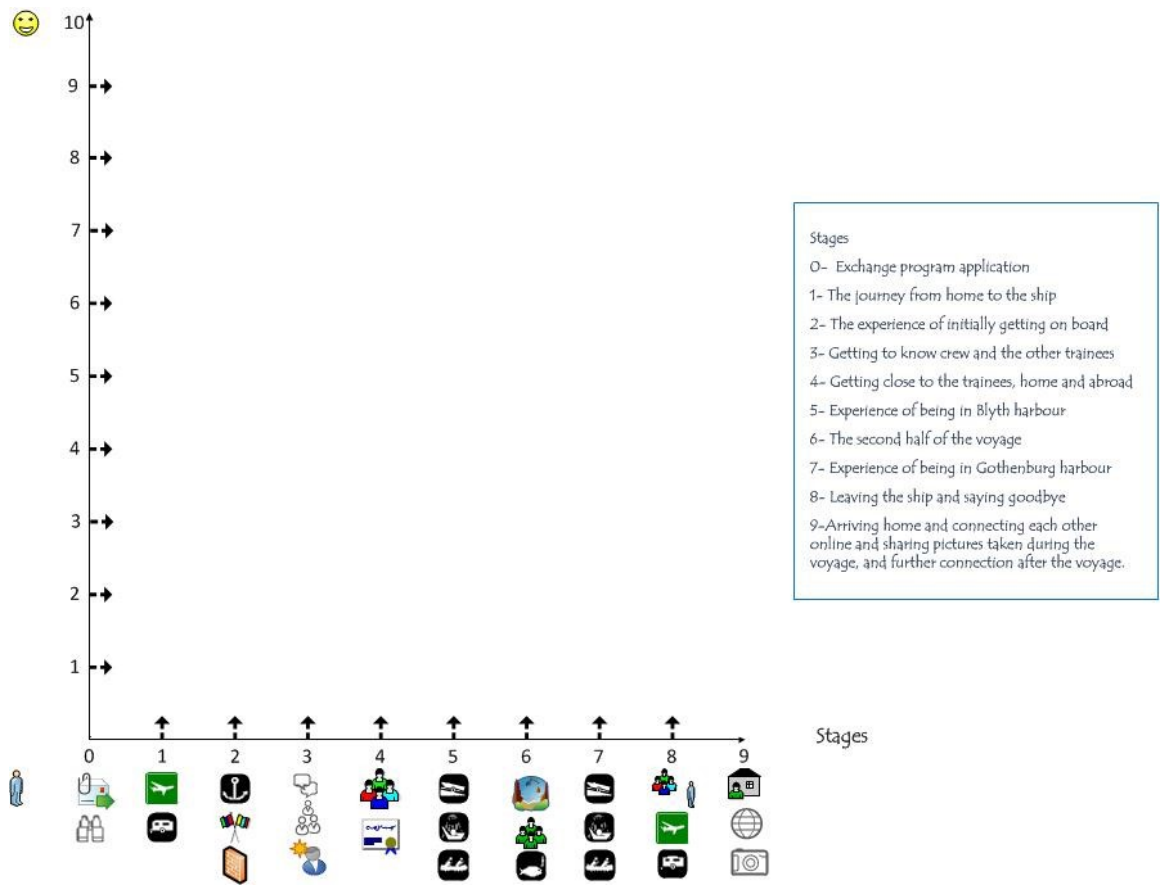 10
9
8
7
6
5
4
3
2
1
0 1 2 3 4 5 6 7 8 9
Stages
Stages
0- Exchange program application
1- The journey from home to the ship
2- The experience of initially getting on board
3- Getting to know crew and the other trainees
4- Getting close to the trainees, home and abroad
5- Experience of being in Blyth harbour
6- The second half of the voyage
7- Experience of being in Gothenburg harbour
8- Leaving the ship and saying goodbye
9-Arriving home and connecting each other
online and sharing pictures taken during the
voyage, and further connection after the voyage.